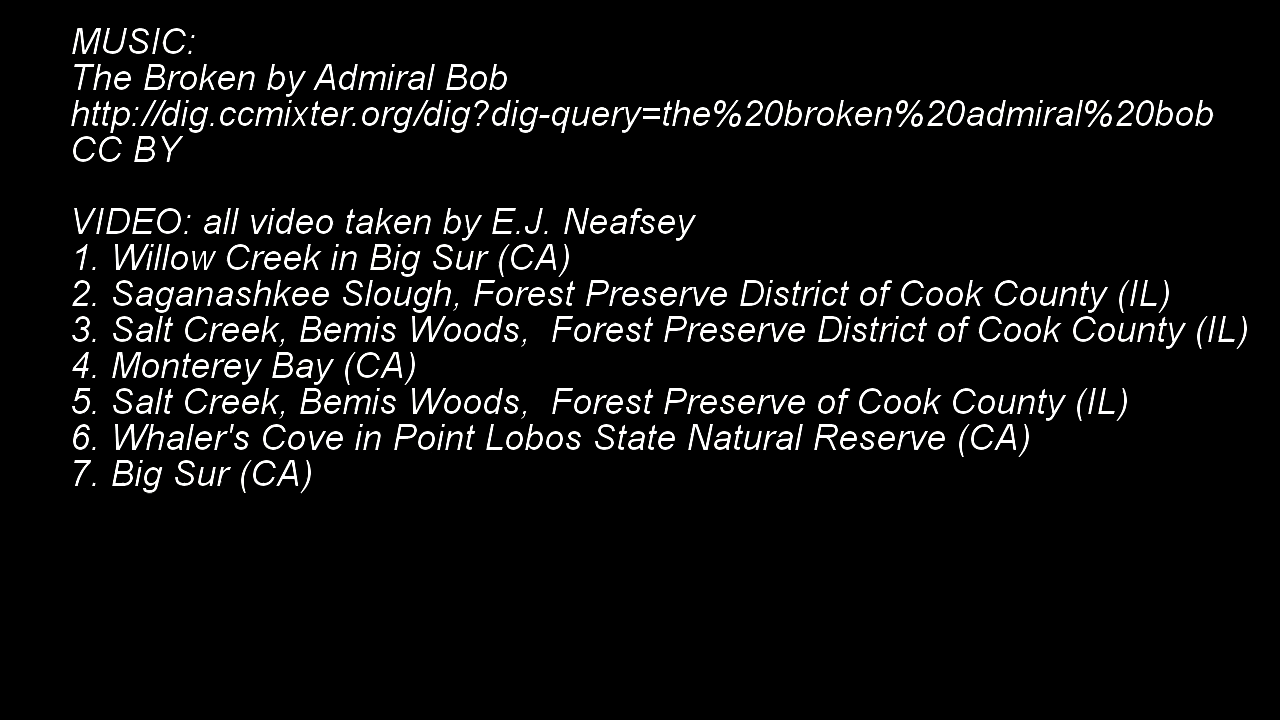 MUSIC:
The Broken by Admiral Bob
http://dig.ccmixter.org/dig?dig-query=the%20broken%20admiral%20bob
CC BY
VIDEO: all video taken by E.J. Neafsey
1. Willow Creek in Big Sur (CA)
2. Saganashkee Slough, Forest Preserve District of Cook County (IL)
3. Salt Creek, Bemis Woods,  Forest Preserve District of Cook County (IL)
4. Monterey Bay (CA)
5. Salt Creek, Bemis Woods,  Forest Preserve of Cook County (IL)
6. Whaler's Cove in Point Lobos State Natural Reserve (CA)
7. Big Sur (CA)